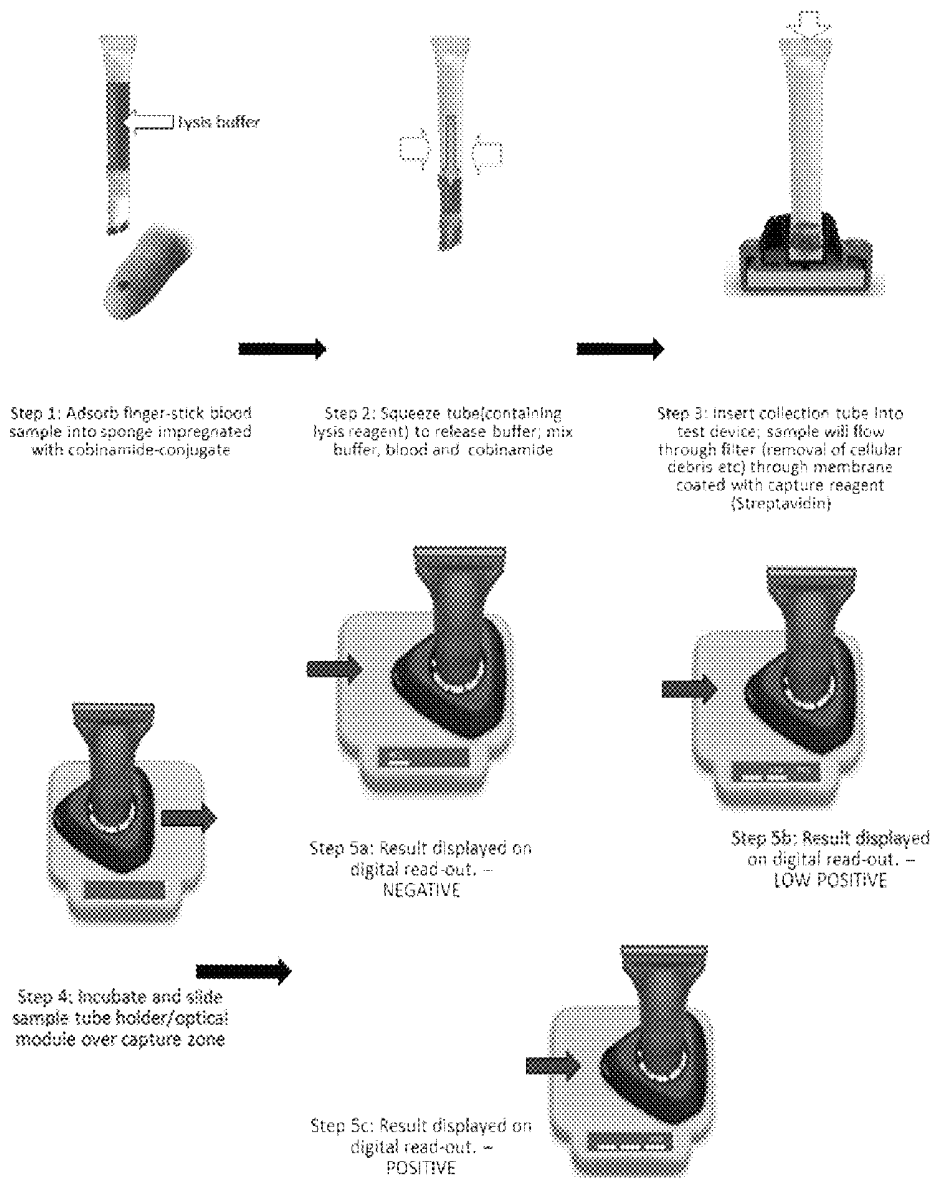 Lysis buffer
Step 1: Adsorb finger-stick blood
sample into sponge impregnated
with cobinamide-conjugate
Step 2: Squeeze tube(containing
lysis reagent) to release buffer; mix
buffer, blood and cobinamide
Step 3: Insert collection tube into
test device; sample will flow
through filter (removal of cellular
debris etc) through membrane
coated with capture reagent
(Streptavidin)
Step 4: Incubate and slide
sample tube holder/optical
module over capture zone
Step 5a: Result displayed on
digital read-out. –
NEGATIVE
Step 5b: Result displayed
on digital read-out. –
LOW POSITIVE
Step 5c: Result displayed on
digital read-out. –
POSITIVE